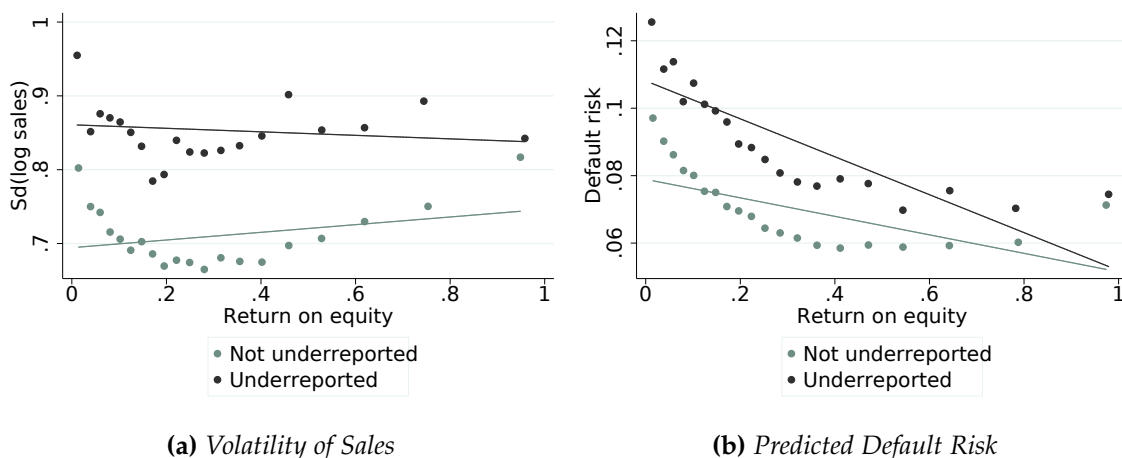 1
.9
.8
.7
Sd(log sales)
0 .2 .4 .6 .8 1
Return on equity
Not underreported
Underreported
(a) Volatility of Sales
.12
.1
.08
.06
Default risk
0 .2 .4 .6 .8 1
Return on equity
Not underreported
Underreported
(b) Predicted Default Risk